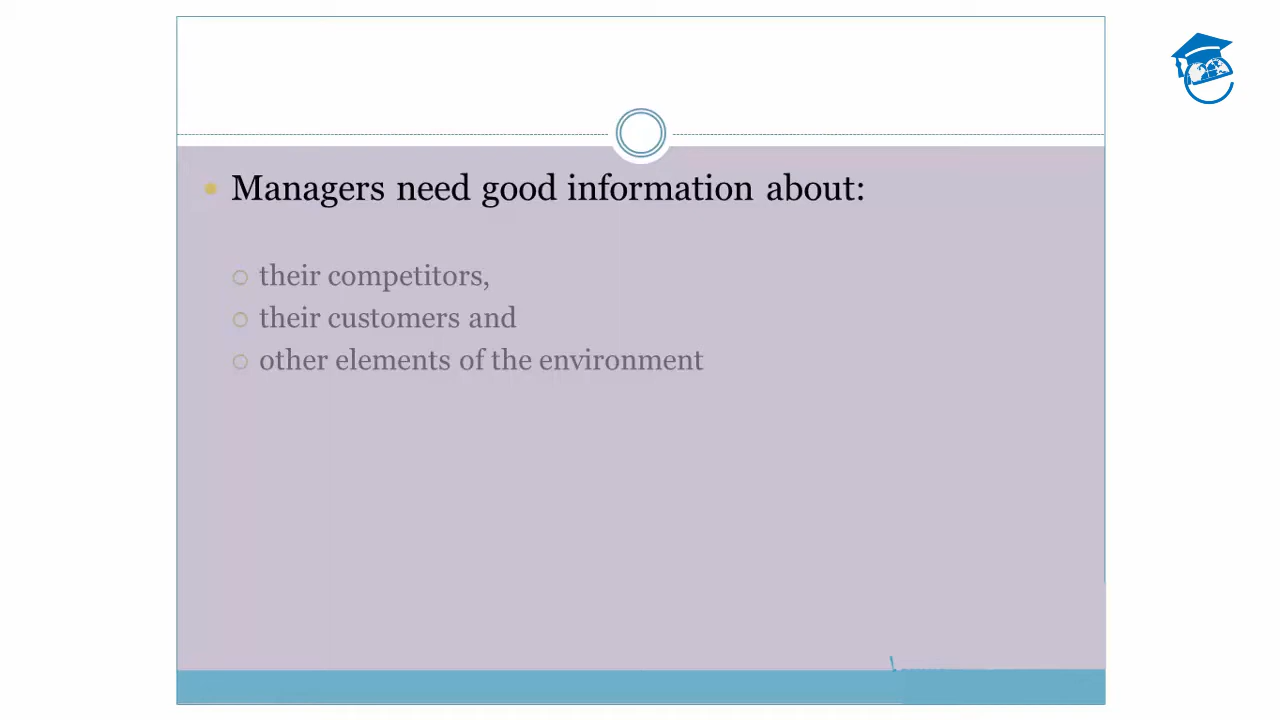 Managers need good information about:
their competitors,
their customers and
other elements of the environment